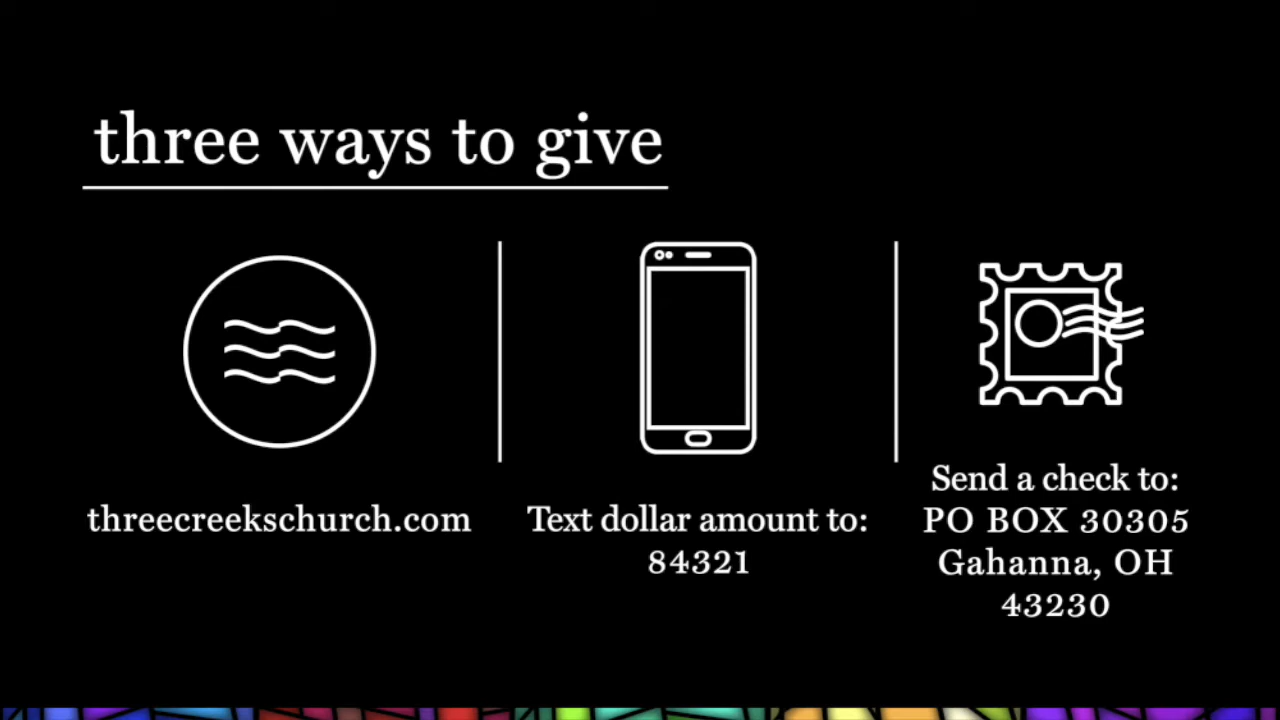 three ways to give
threecreekschurch.com
Text dollar amount to:
84321
Send a check to:
PO BOX 30305
Gahanna, OH
43230